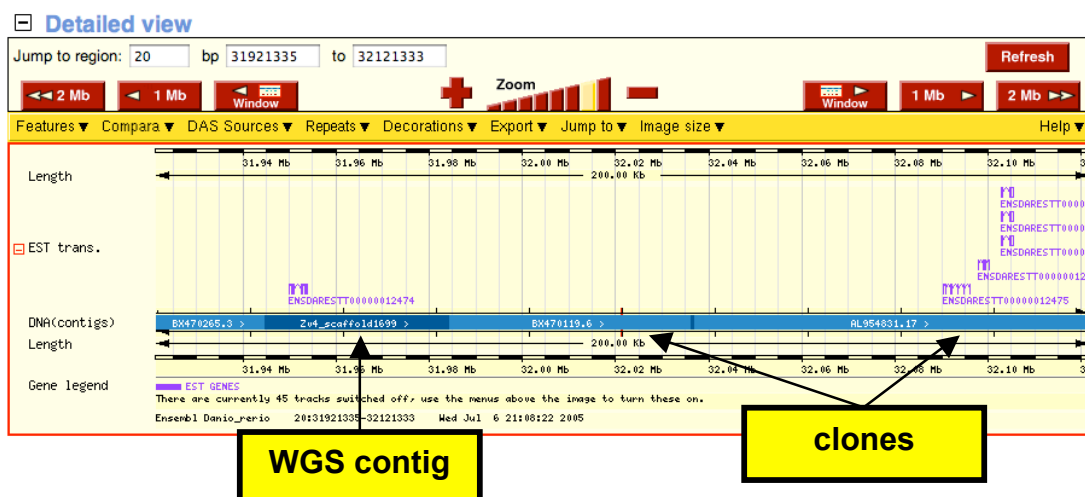 Detailed view
Jump to region: 20 bp 31921335 to 32121333 Refresh
2 Mb 1 Mb Window Zoom Window 1 Mb 2 Mb
Features Compara DAS Sources Repeats Decorations Export Jump to Image size Help
31.94 Mb 31.96 Mb 31.98 Mb 32.00 Mb 32.02 Mb 32.04 Mb 32.06 Mb 32.08 Mb 32.10 Mb
Length 200.00 Kb
ENSDARESTT0000
ENSDARESTT0000
EST trans. ENSDARESTT0000
ENSDARESTT00000012
ENSDARESTT00000012474 ENSDARESTT00000012475
DNA(contigs) BX470265.3 > Zv4_scaffold1699 > BX470119.6 > AL954831.17 >
Length 200.00 Kb
31.94 Mb 31.96 Mb 31.98 Mb 32.00 Mb 32.02 Mb 32.04 Mb 32.06 Mb 32.08 Mb 32.10 Mb
Gene legend EST GENES
There are currently 45 tracks switched off, use the menus above the image to turn these on.
Ensembl Danio_rerio 20:31921335-32121333 Wed Jul 6 21:08:22 2005
WGS contig
clones